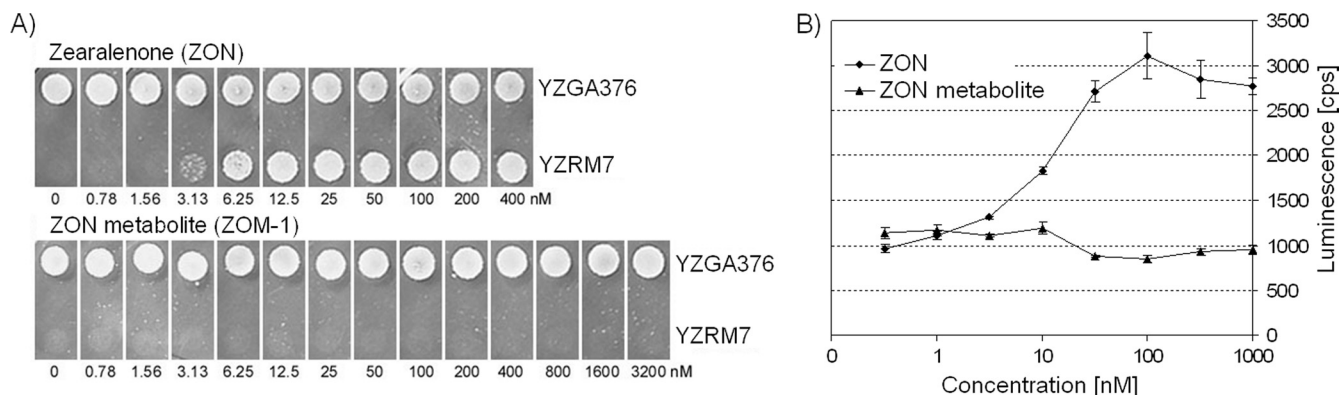 A)
Zearalenone (ZON)
YZGA376
YZRM7
0 0.78 1.56 3.13 6.25 12.5 25 50 100 200 400 nM
ZON metabolite (ZOM-1)
YZGA376
YZRM7
0 0.78 1.56 3.13 6.25 12.5 25 50 100 200 400 800 1600 3200 nM
B)
ZON
ZON metabolite
3500
3000
2500
2000
1500
1000
500
0
Luminescence [cps]
0 1 10 100 1000
Concentration [nM]